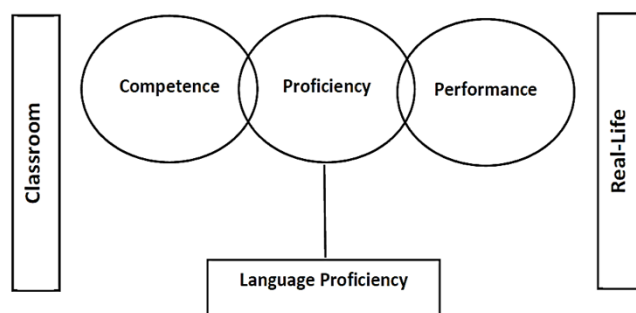 Classroom
Competence
Proficiency
Performance
Real-Life
Language Proficiency